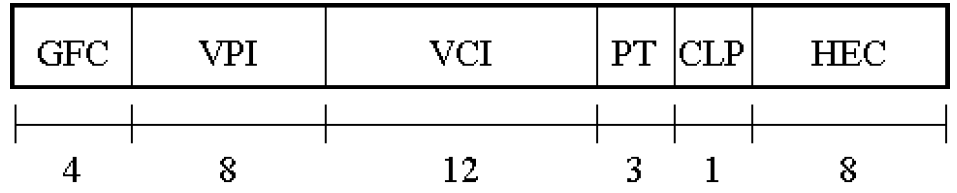 GFC VPI VCI PT CLP HEC
4 8 12 3 1 8